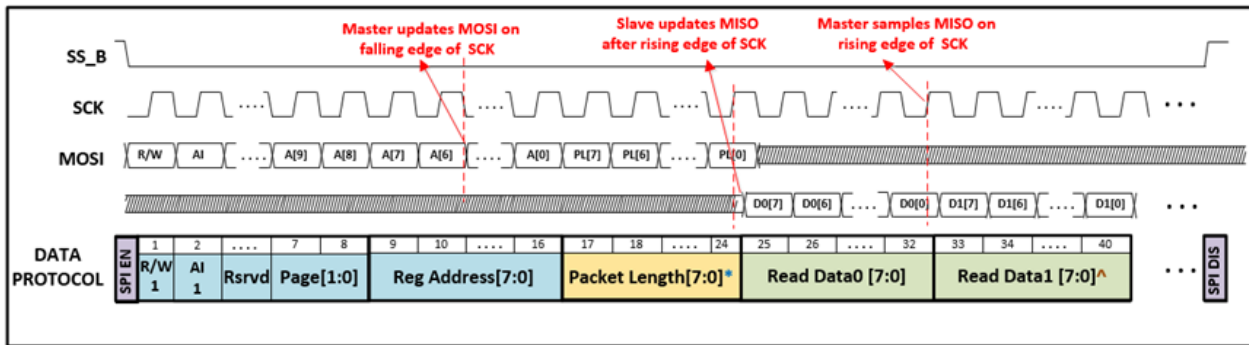 Master updates MOSI on
falling edge of SCK
Slave updates MISO
after rising edge of SCK
Master samples MISO on
rising edge of SCK
SS_B
SCK
.....
.....
.....
.....
.....
...
MOSI
R/W AI ..... A[9] A[8] A[7] A[6] ..... A[0] PL[7] PL[6] ..... PL[0]
D0[7] D0[6] ..... D0[0] D1[7] D1[6] ..... D1[0] ...
DATA
PROTOCOL
SPI EN
1 2 .... 7 8 9 10 .... 16 17 18 .... 24 25 26 .... 32 33 34 .... 40
R/W
1
AI
1
Rsrvd
Page[1:0]
Reg Address[7:0]
Packet Length[7:0]*
Read Data0 [7:0]
Read Data1 [7:0]^
...
SPI DIS